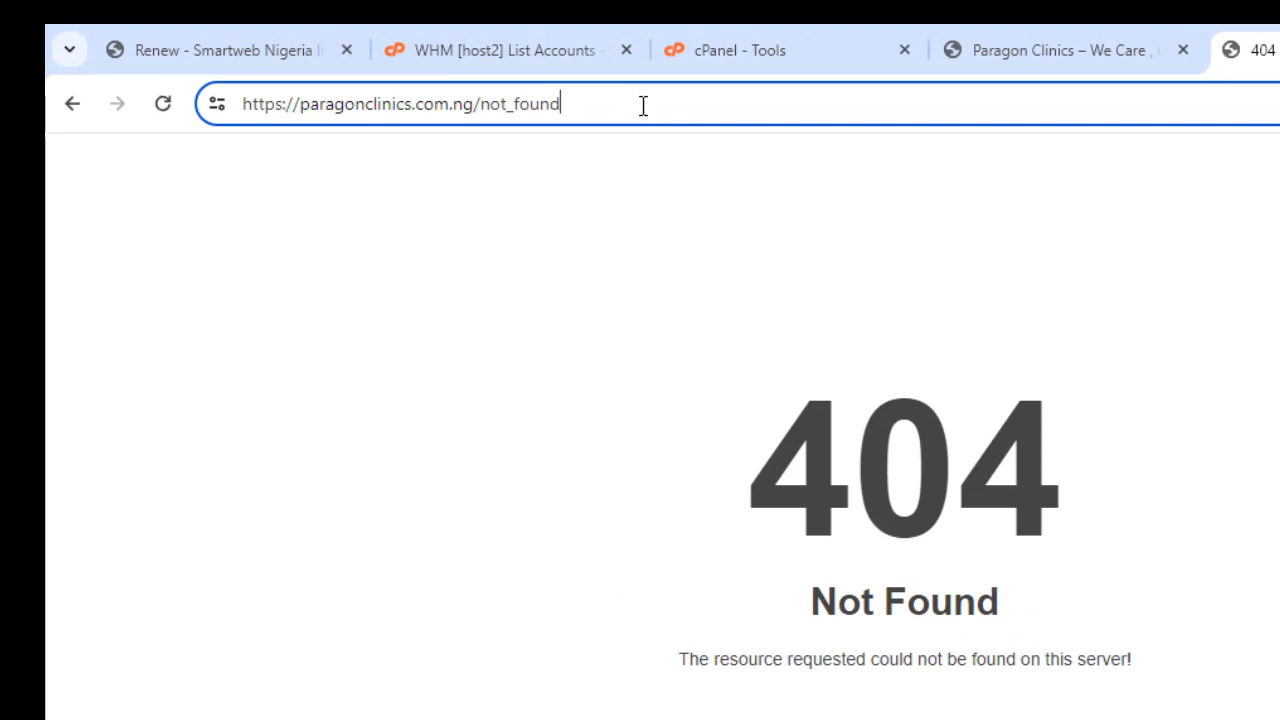 Renew - Smartweb Nigeria
WHM [host2] List Accounts -
cPanel - Tools
Paragon Clinics – We Care ,
404
https://paragonclinics.com.ng/not_found
404
Not Found
The resource requested could not be found on this server!